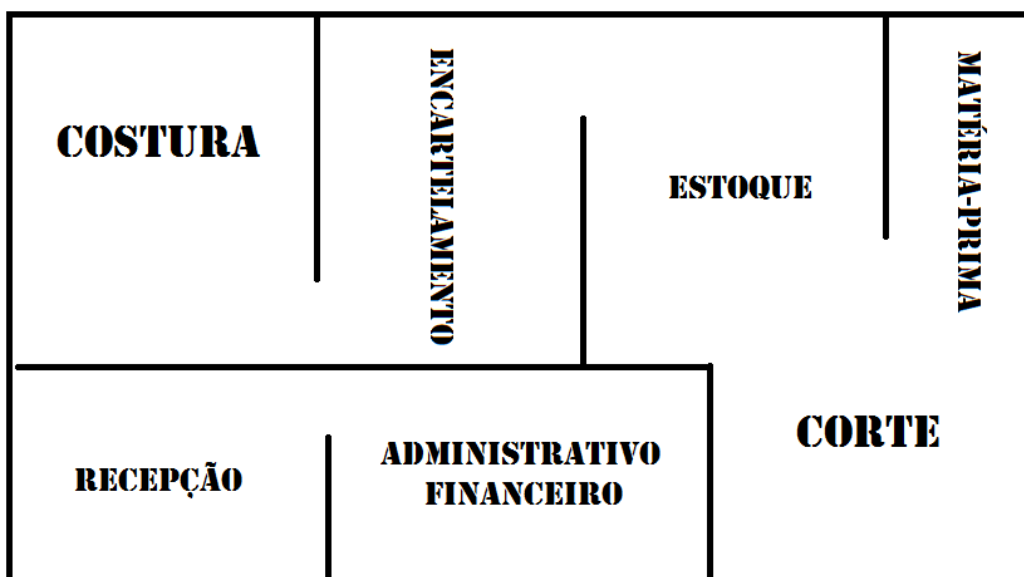 COSTURA
ENCARTELAMENTO
ESTOQUE
MATÉRIA-PRIMA
CORTE
RECEPÇÃO
ADMINISTRATIVO
FINANCEIRO